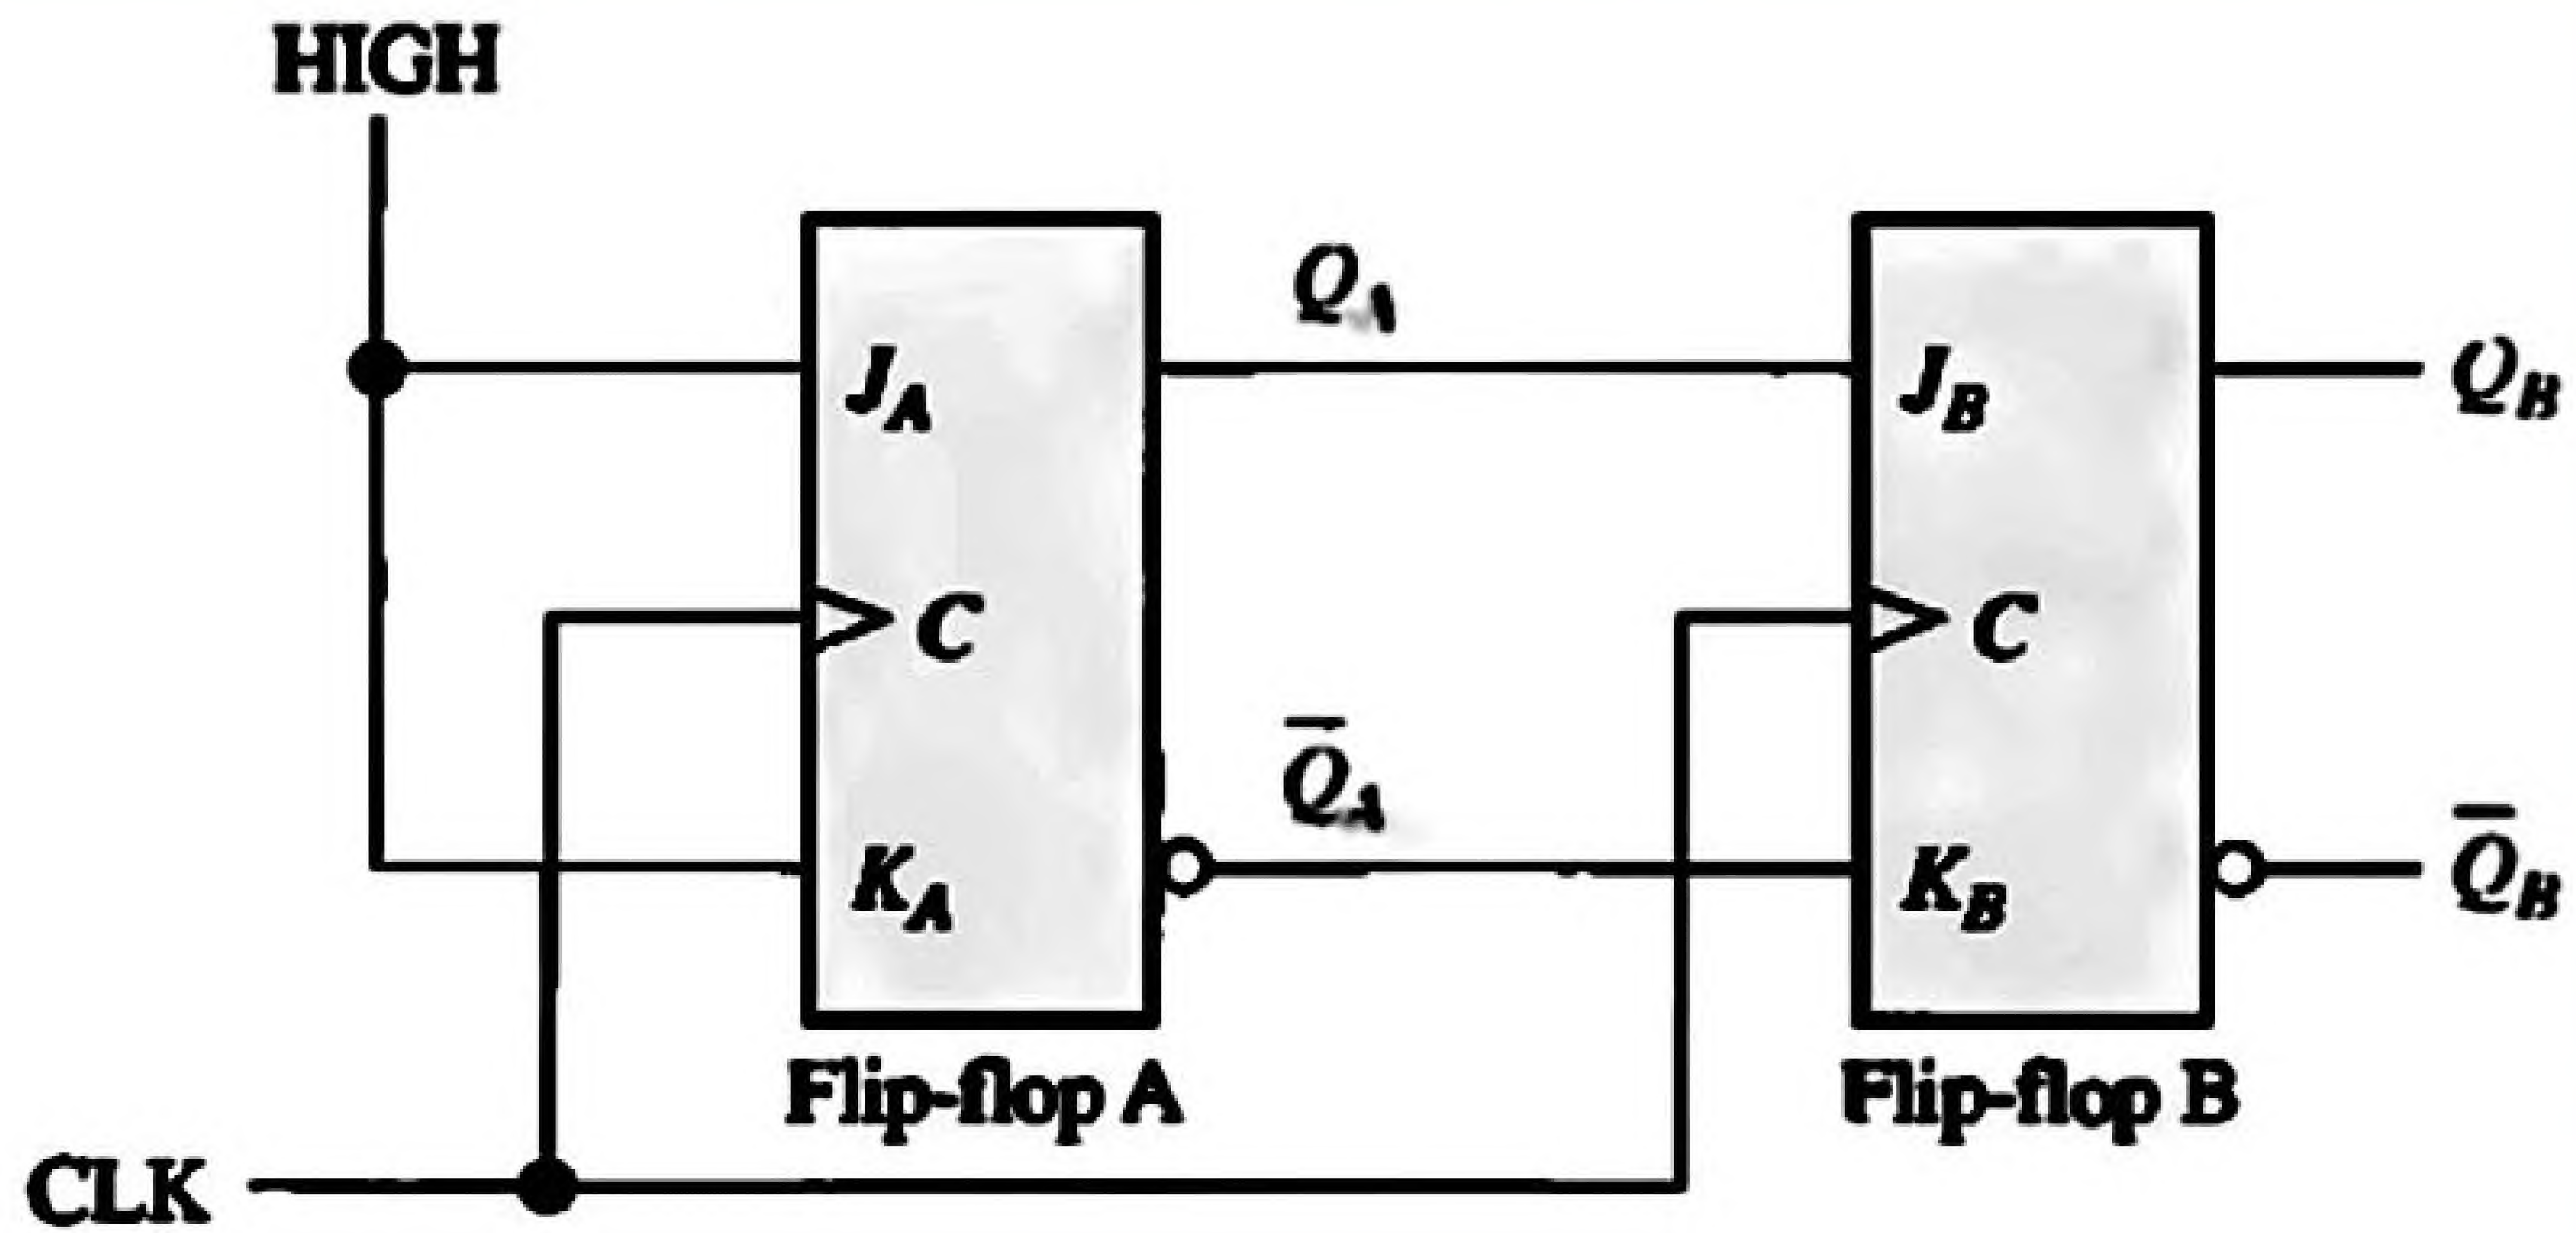 HIGH
Q_A
J_A
J_B
Q_B
C
C
Q̅_A
K_A
K_B
Q̅_B
Flip-flop A
Flip-flop B
CLK